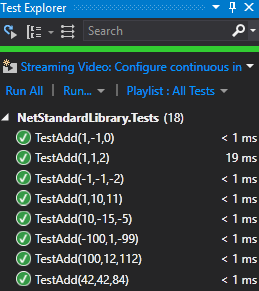 Test Explorer
Search
Streaming Video: Configure continuous in
Run All | Run... | Playlist : All Tests
NetStandardLibrary.Tests (18)
TestAdd(1,-1,0) < 1 ms
TestAdd(1,1,2) 19 ms
TestAdd(-1,-1,-2) < 1 ms
TestAdd(1,10,11) < 1 ms
TestAdd(10,-15,-5) < 1 ms
TestAdd(-100,1,-99) < 1 ms
TestAdd(100,12,112) < 1 ms
TestAdd(42,42,84) < 1 ms